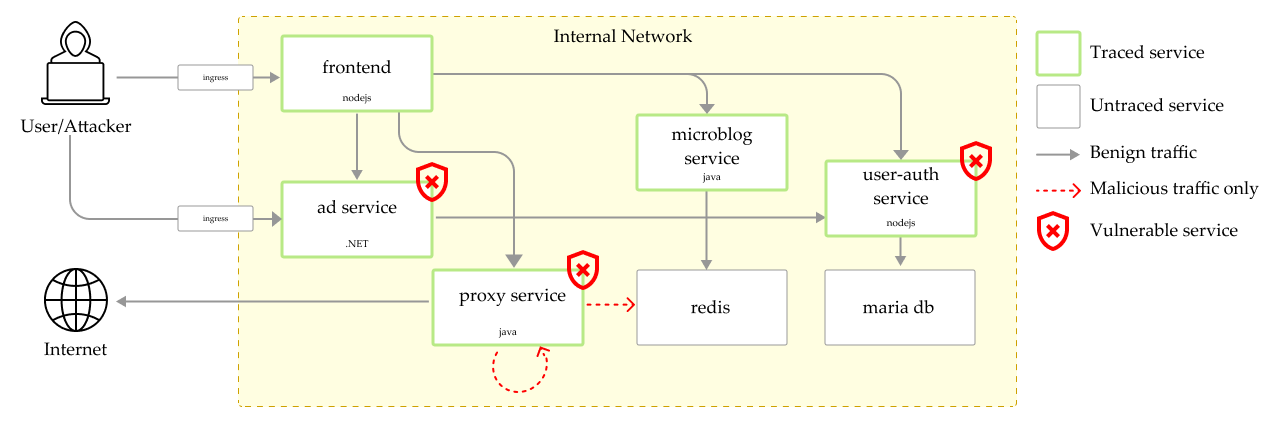 Internal Network
ingress
frontend
nodejs
User/Attacker
microblog
service
java
ingress
ad service
.NET
user-auth
service
nodejs
Internet
proxy service
java
redis
maria db
Traced service
Untraced service
Benign traffic
Malicious traffic only
Vulnerable service